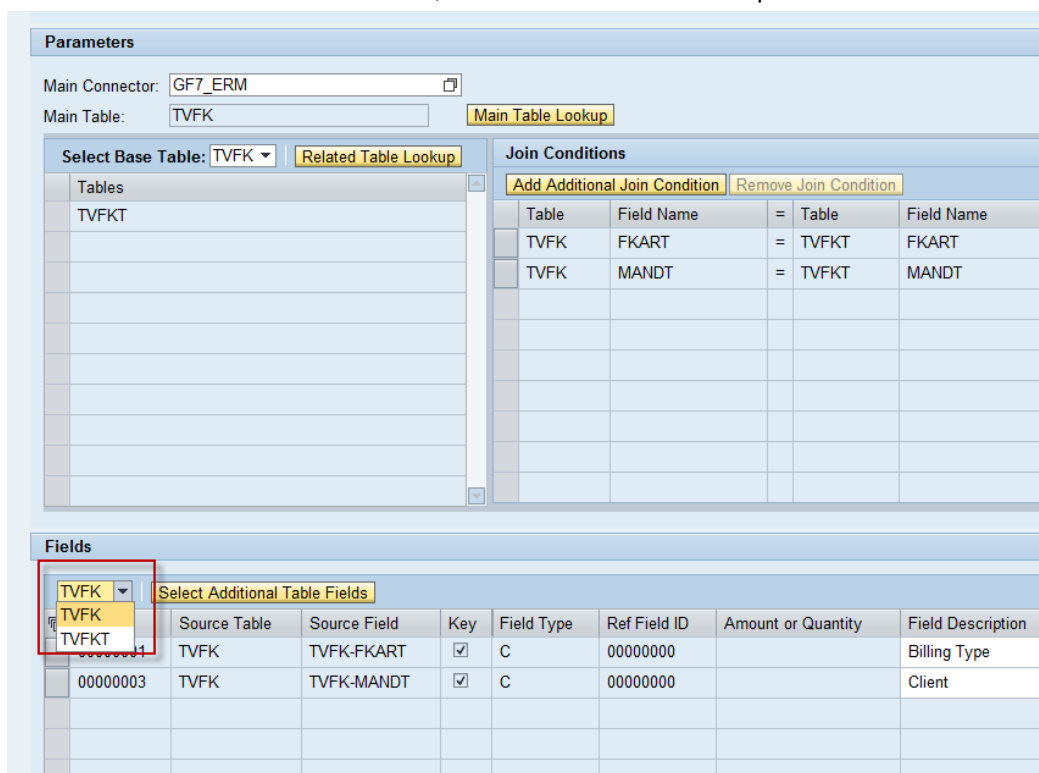 Parameters
Main Connector: GF7_ERM
Main Table: TVFK Main Table Lookup
Select Base Table: TVFK Related Table Lookup
Tables
TVFKT
Join Conditions
Add Additional Join Condition Remove Join Condition
Table Field Name = Table Field Name
TVFK FKART = TVFKT FKART
TVFK MANDT = TVFKT MANDT
Fields
TVFK Select Additional Table Fields
TVFK
TVFKT
Source Table Source Field Key Field Type Ref Field ID Amount or Quantity Field Description
00000001 TVFK TVFK-FKART C 00000000 Billing Type
00000003 TVFK TVFK-MANDT C 00000000 Client